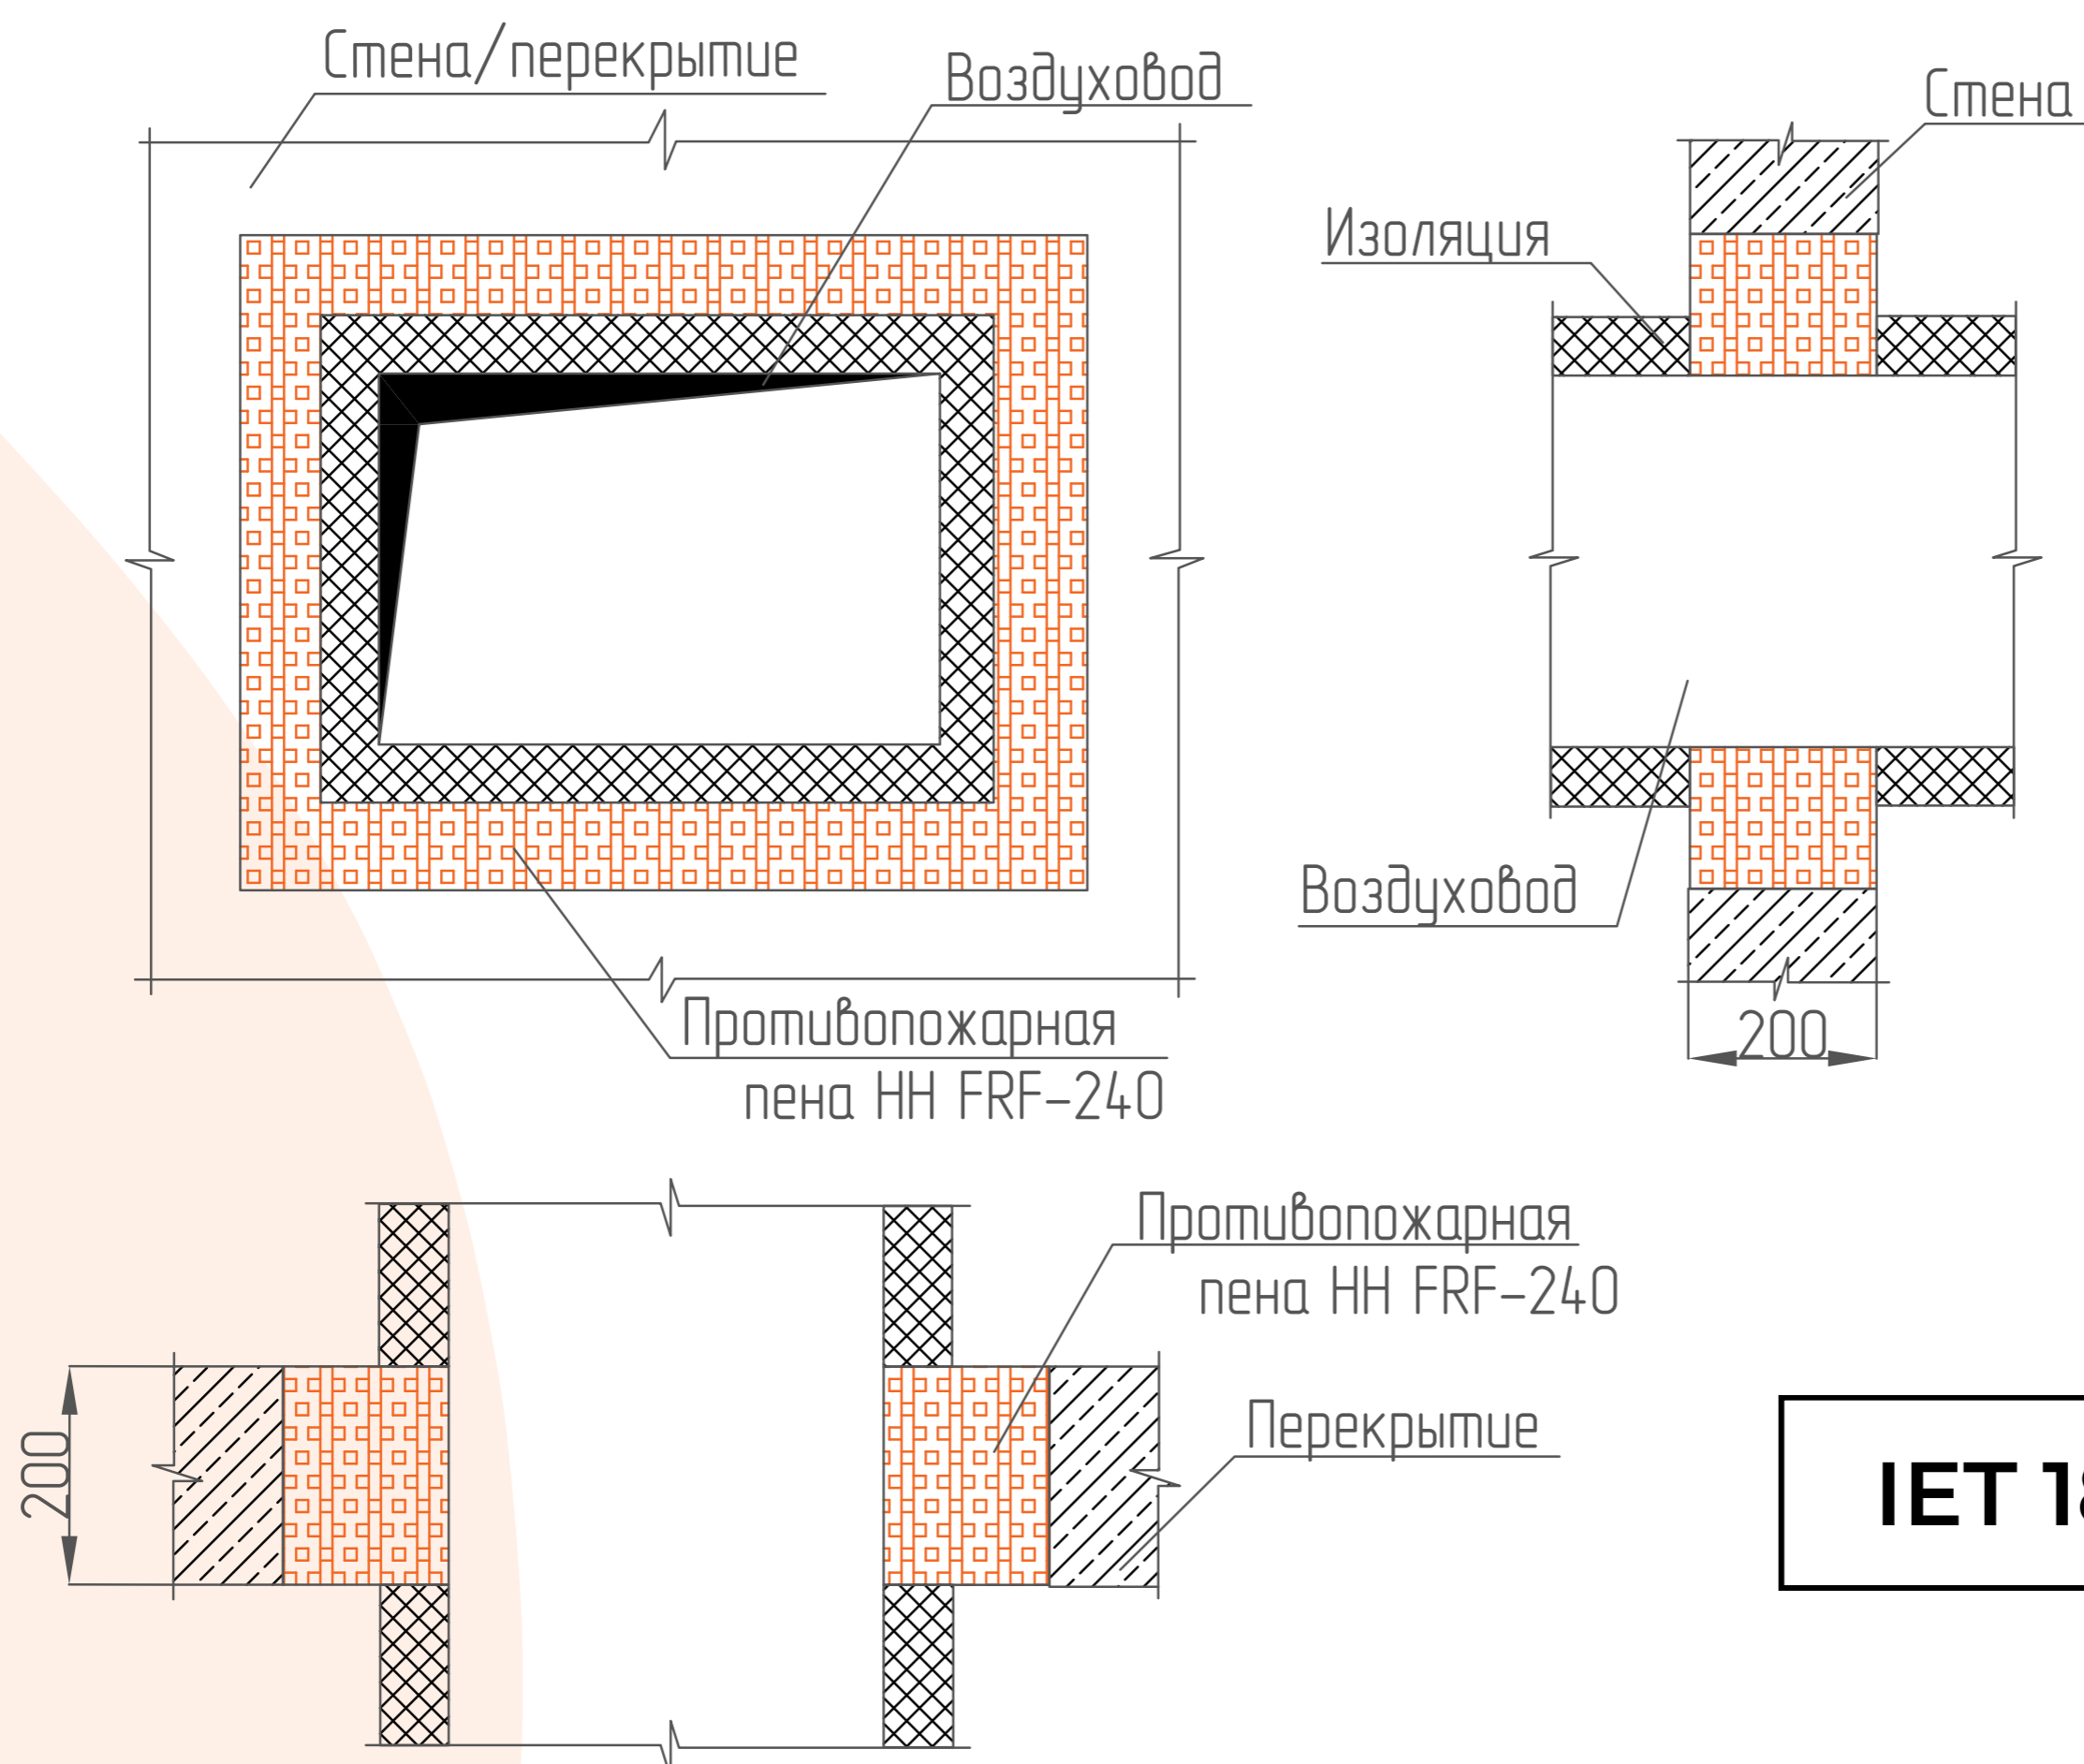 Стена/перекрытие
Воздуховод
Стена
Изоляция
Воздуховод
200
Противопожарная
пена НН FRF-240
Противопожарная
пена НН FRF-240
Перекрытие
200
IET